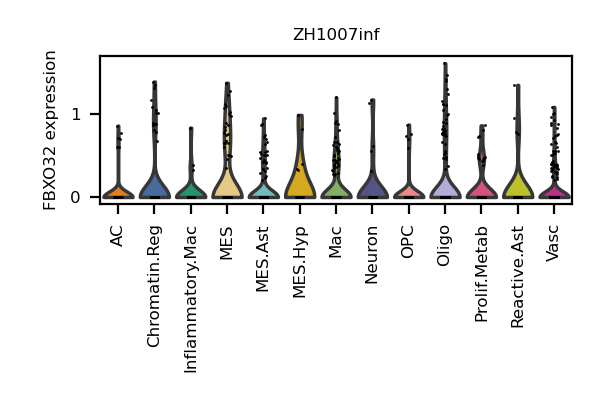 ZH1007inf
FBXO32 expression
1
0
AC
Chromatin.Reg
Inflammatory.Mac
MES
MES.Ast
MES.Hyp
Mac
Neuron
OPC
Oligo
Prolif.Metab
Reactive.Ast
Vasc